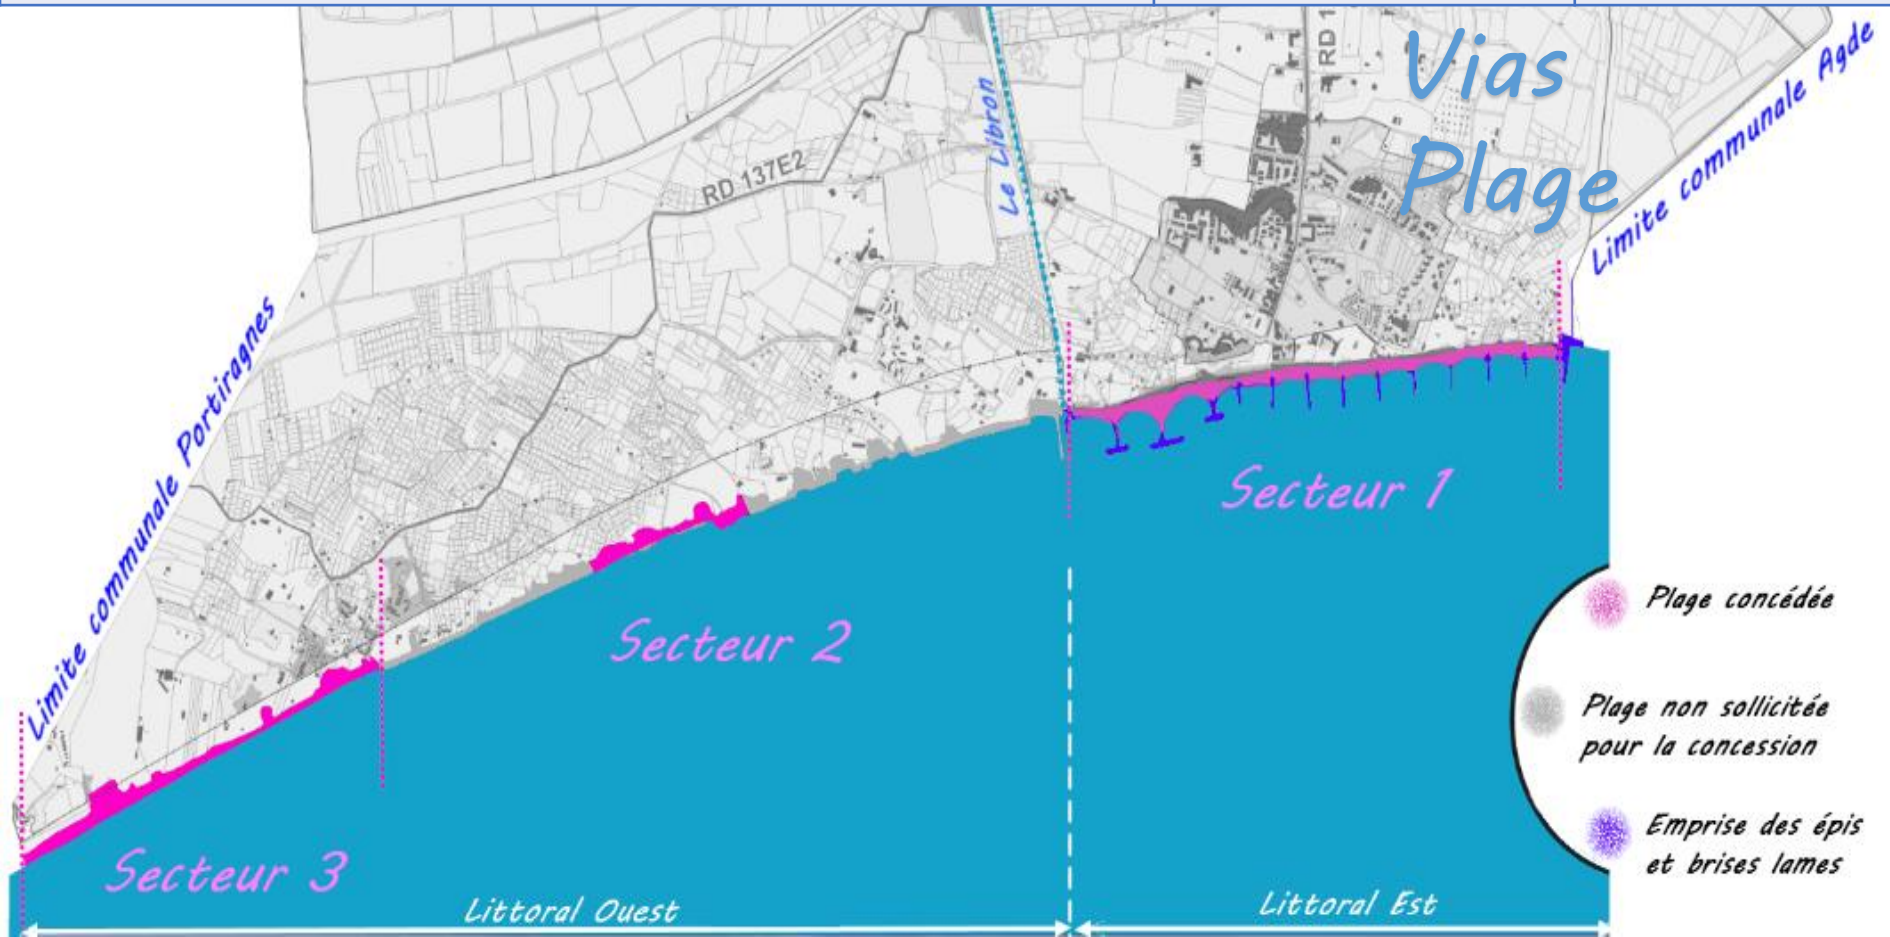 Vias
Plage
RD 1
Le Libron
RD 137E2
Limite communale Agde
Limite communale Portiragnes
Secteur 1
Secteur 2
Secteur 3
Plage concédée
Plage non sollicitée
pour la concession
Emprise des épis
et brises lames
Littoral Ouest
Littoral Est